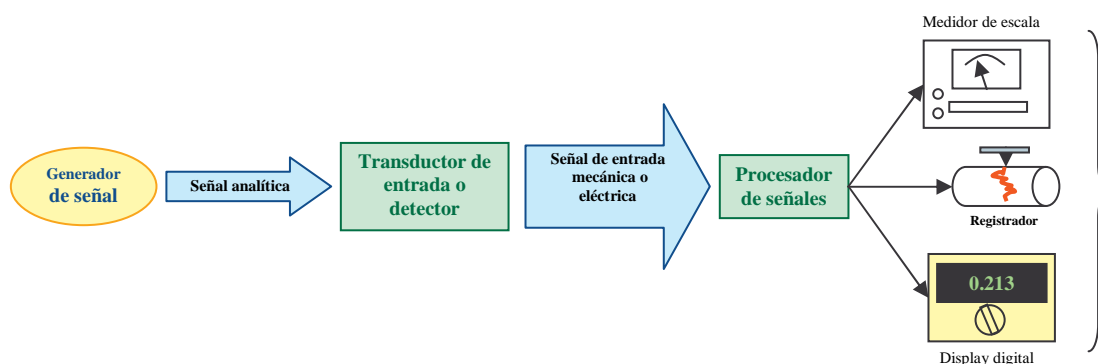 Medidor de escala
Generador
de señal
Señal analítica
Transductor de
entrada o
detector
Señal de entrada
mecánica o
eléctrica
Procesador
de señales
Registrador
0.213
Display digital